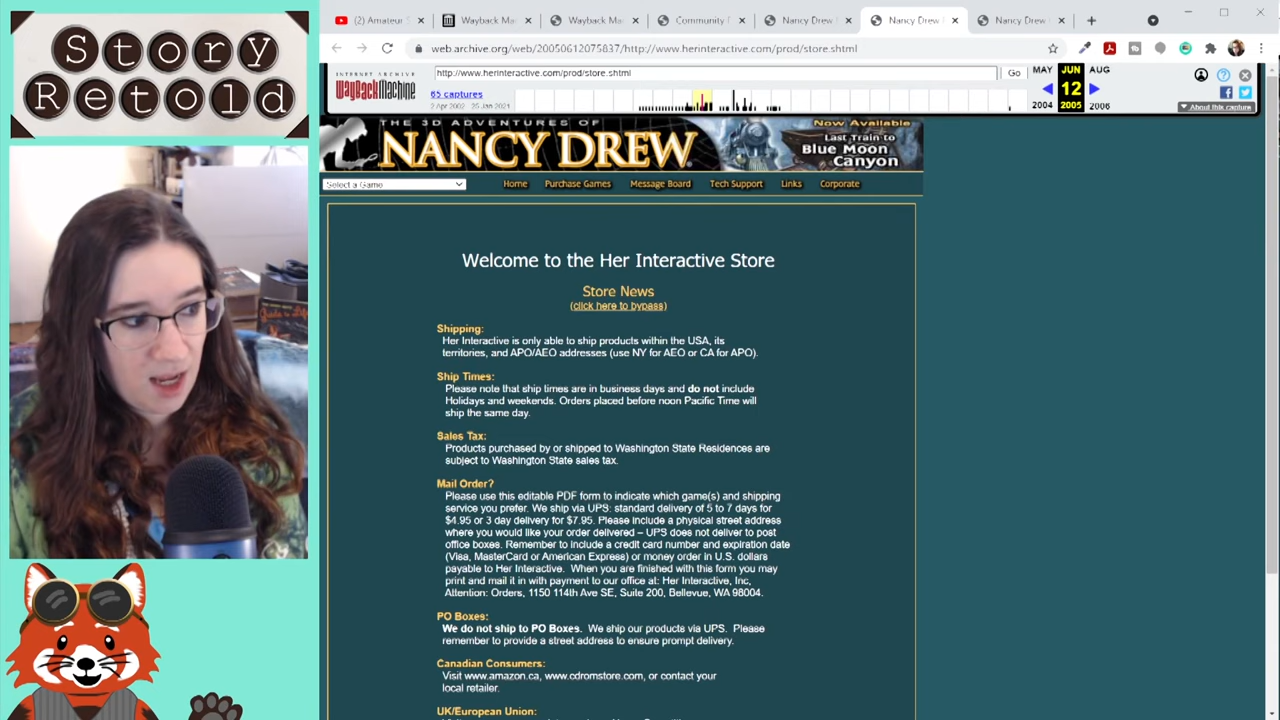 Story
Retold
(2) Amateur S
Wayback Ma
Wayback Ma
Community
Nancy Drew
Nancy Drew
Nancy Drew
web.archive.org/web/20050612075837/http://www.herinteractive.com/prod/store.shtml
INTERNET ARCHIVE
WayBackMachine
http://www.herinteractive.com/prod/store.shtml
Go
65 captures
2 Apr 2002 - 25 Jan 2021
MAY JUN AUG
12
2004 2005 2006
About this capture
THE 3D ADVENTURES OF
NANCY DREW
Now Available
Last Train to
Blue Moon
Canyon
Select a Game
Home Purchase Games Message Board Tech Support Links Corporate
Welcome to the Her Interactive Store
Store News
(click here to bypass)
Shipping:
Her Interactive is only able to ship products within the USA, its
territories, and APO/AEO addresses (use NY for AEO or CA for APO).
Ship Times:
Please note that ship times are in business days and do not include
Holidays and weekends. Orders placed before noon Pacific Time will
ship the same day.
Sales Tax:
Products purchased by or shipped to Washington State Residences are
subject to Washington State sales tax.
Mail Order?
Please use this editable PDF form to indicate which game(s) and shipping
service you prefer. We ship via UPS: standard delivery of 5 to 7 days for
$4.95 or 3 day delivery for $7.95. Please include a physical street address
where you would like your order delivered – UPS does not deliver to post
office boxes. Remember to include a credit card number and expiration date
(Visa, MasterCard or American Express) or money order in U.S. dollars
payable to Her Interactive. When you are finished with this form you may
print and mail it in with payment to our office at: Her Interactive, Inc,
Attention: Orders, 1150 114th Ave SE, Suite 200, Bellevue, WA 98004.
PO Boxes:
We do not ship to PO Boxes. We ship our products via UPS. Please
remember to provide a street address to ensure prompt delivery.
Canadian Consumers:
Visit www.amazon.ca, www.cdromstore.com, or contact your
local retailer.
UK/European Union: